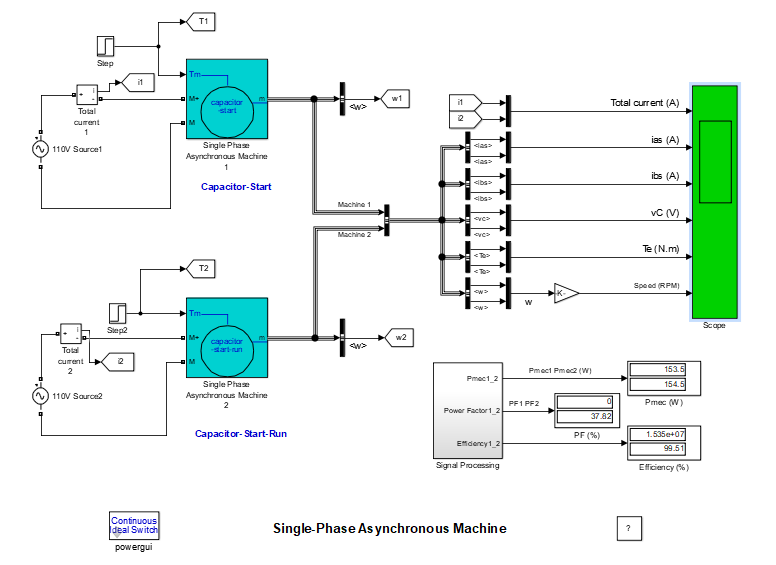 T1
Step
i1
Total
current
1
i
+
-
Tm
M+
M
m
capacitor
-start
Single Phase
Asynchronous Machine
1
110V Source1
Capacitor-Start
<w>
w1
i1
i2
Total current (A)
<ias>
<ias>
ias (A)
<ibs>
<ibs>
ibs (A)
<vc>
<vc>
vC (V)
<Te>
<Te>
Te (N.m)
<w>
<w>
w
-K-
Speed (RPM)
Scope
Machine 1
Machine 2
T2
Step2
Total
current
2
i
+
-
i2
Tm
M+
M
m
capacitor
-start-run
Single Phase
Asynchronous Machine
2
110V Source2
Capacitor-Start-Run
<w>
w2
Pmec1_2
Power Factor1_2
Efficiency1_2
Signal Processing
Pmec1 Pmec2 (W)
153.5
154.5
Pmec (W)
PF1 PF2
0
37.82
PF (%)
1.535e+07
99.51
Efficiency (%)
Continuous
Ideal Switch
powergui
Single-Phase Asynchronous Machine
?